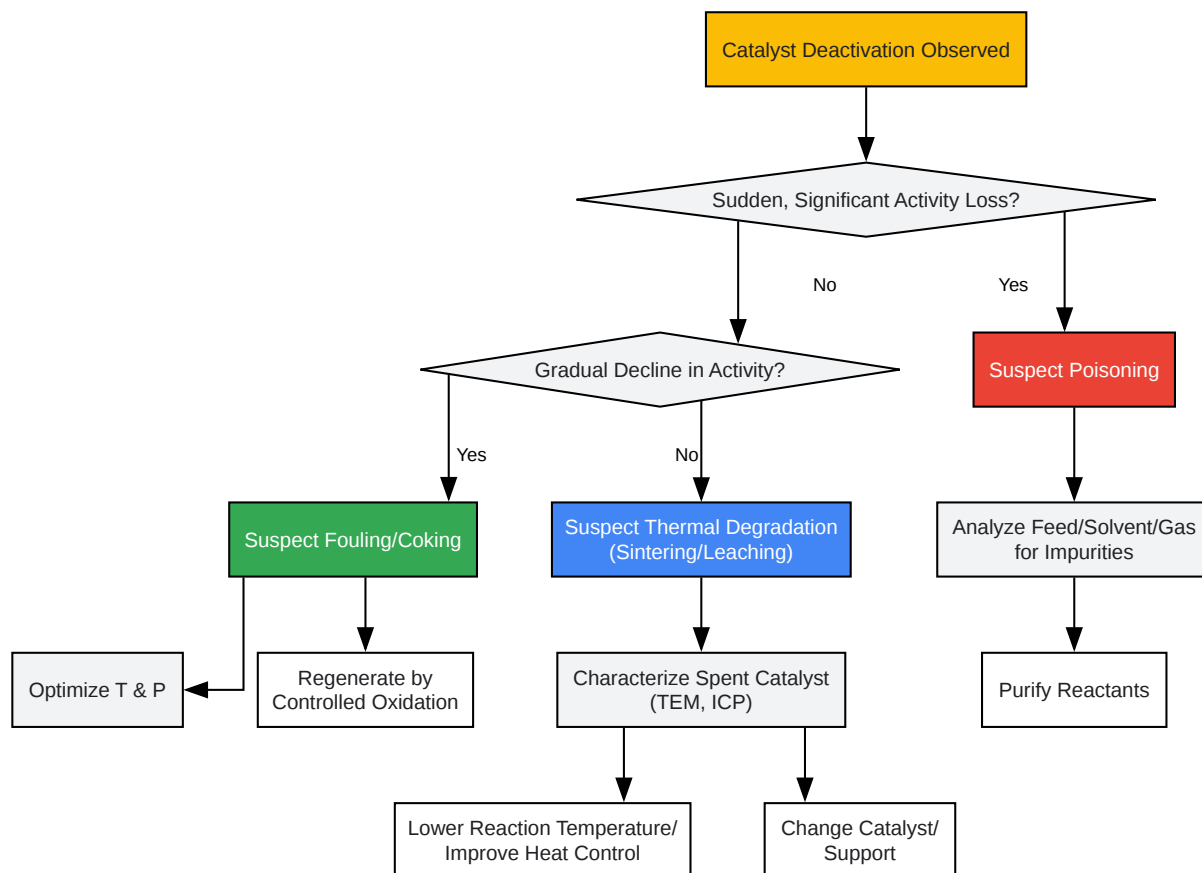 Catalyst Deactivation Observed
Sudden, Significant Activity Loss?
No
Yes
Gradual Decline in Activity?
Suspect Poisoning
Yes
No
Suspect Fouling/Coking
Suspect Thermal Degradation
(Sintering/Leaching)
Analyze Feed/Solvent/Gas
for Impurities
Optimize T & P
Regenerate by
Controlled Oxidation
Characterize Spent Catalyst
(TEM, ICP)
Purify Reactants
Lower Reaction Temperature/
Improve Heat Control
Change Catalyst/
Support